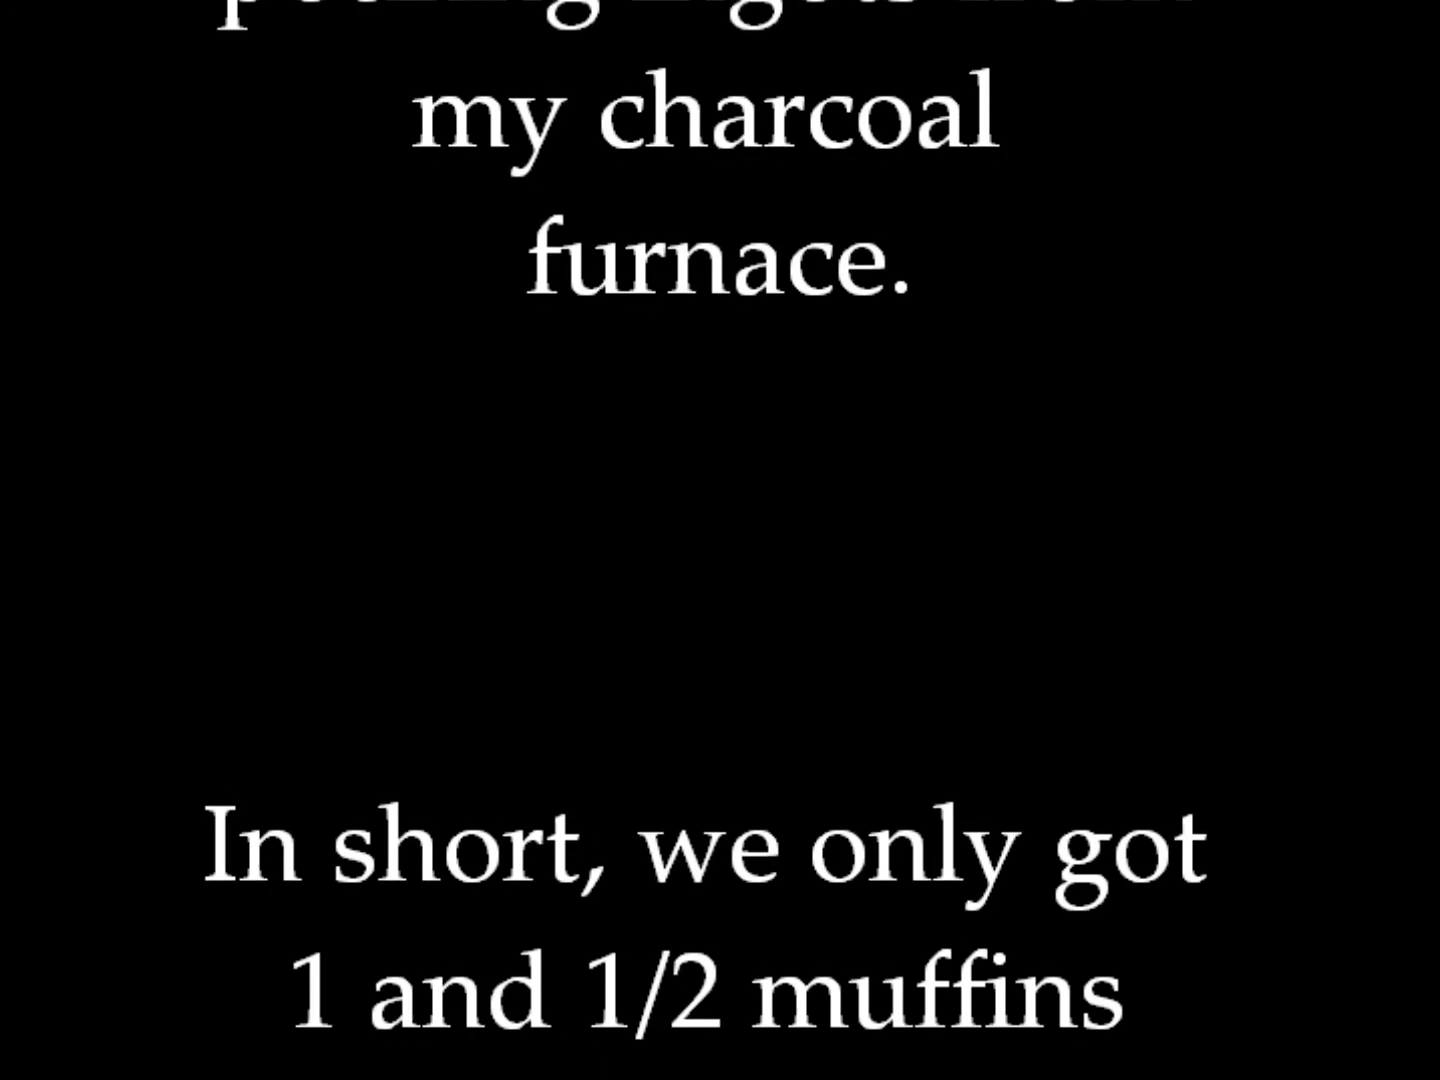 my charcoal
furnace.
In short, we only got
1 and 1/2 muffins